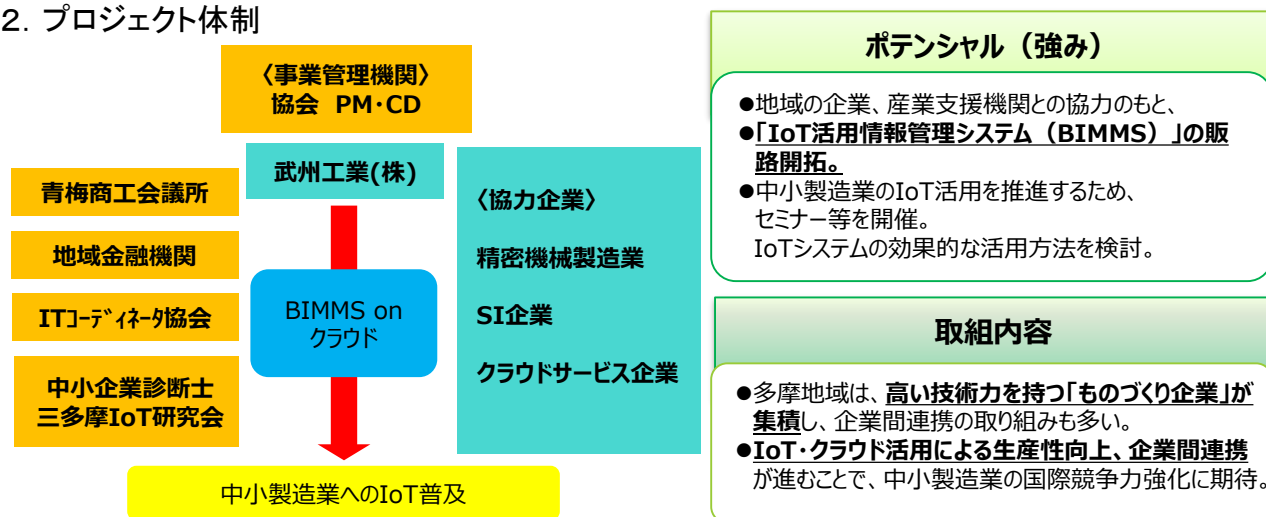 ２．プロジェクト体制
〈事業管理機関〉
協会 PM・CD
武州工業(株)
青梅商工会議所
地域金融機関
ITｺｰﾃﾞｨﾈｰﾀ協会
中小企業診断士
三多摩IoT研究会
BIMMS on
クラウド
〈協力企業〉
精密機械製造業
SI企業
クラウドサービス企業
中小製造業へのIoT普及
ポテンシャル（強み）
●地域の企業、産業支援機関との協力のもと、
●「IoT活用情報管理システム（BIMMS）」の販
路開拓。
●中小製造業のIoT活用を推進するため、
セミナー等を開催。
IoTシステムの効果的な活用方法を検討。
取組内容
●多摩地域は、高い技術力を持つ「ものづくり企業」が
集積し、企業間連携の取り組みも多い。
●IoT・クラウド活用による生産性向上、企業間連携
が進むことで、中小製造業の国際競争力強化に期待。